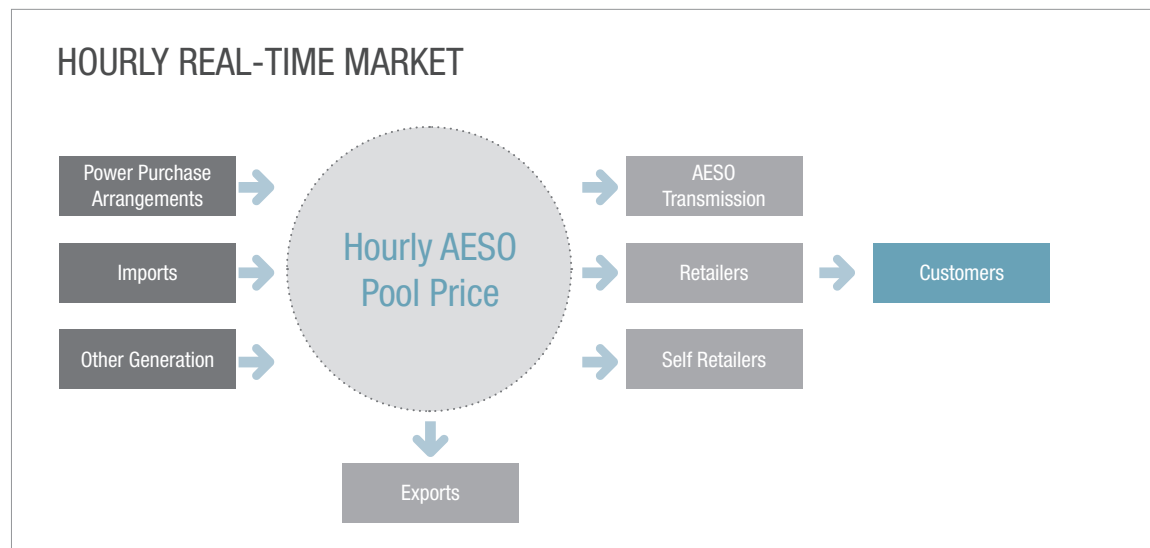 HOURLY REAL-TIME MARKET
Power Purchase
Arrangements
Imports
Other Generation
Hourly AESO
Pool Price
AESO
Transmission
Retailers
Self Retailers
Customers
Exports